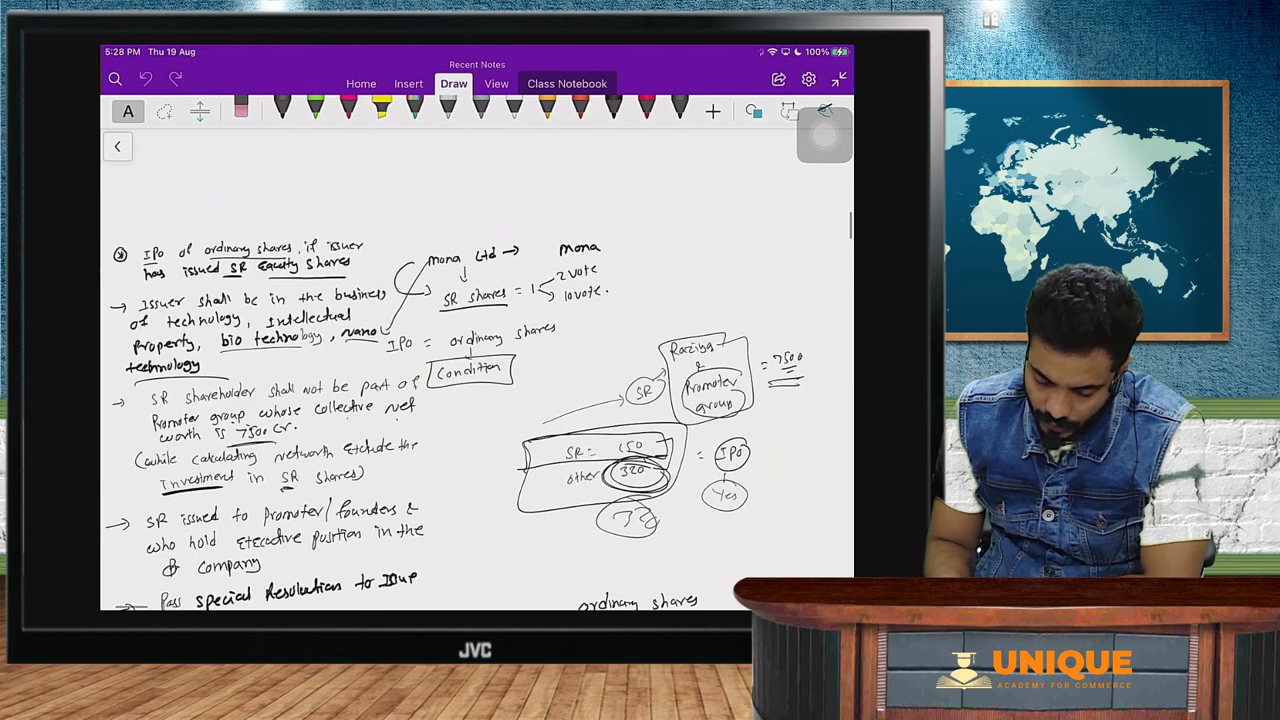 5:28 PM Thu 19 Aug
100%
Recent Notes
Home Insert Draw View Class Notebook
A
IPO of ordinary shares, if issuer
has issued SR Equity Shares
→ Issuer shall be in the business
of technology, Intellectual
Property, bio technology, nano
technology
→ SR shareholder shall not be part of
Promoter group whose collective net
worth is 7500 Cr.
(while calculating networth Exclude the
Investment in SR shares)
→ SR issued to promoter/founders &
who hold Executive position in the
company
→ Pass Special Resolution to Issue
mona Ltd → mona
SR shares = 1 2 vote
10 vote.
IPO = ordinary shares
Condition
SR
Promoter
group
= 7500
SR = 150
other 320
= IPO
Yes
ordinary shares
JVC
UNIQUE
ACADEMY FOR COMMERCE